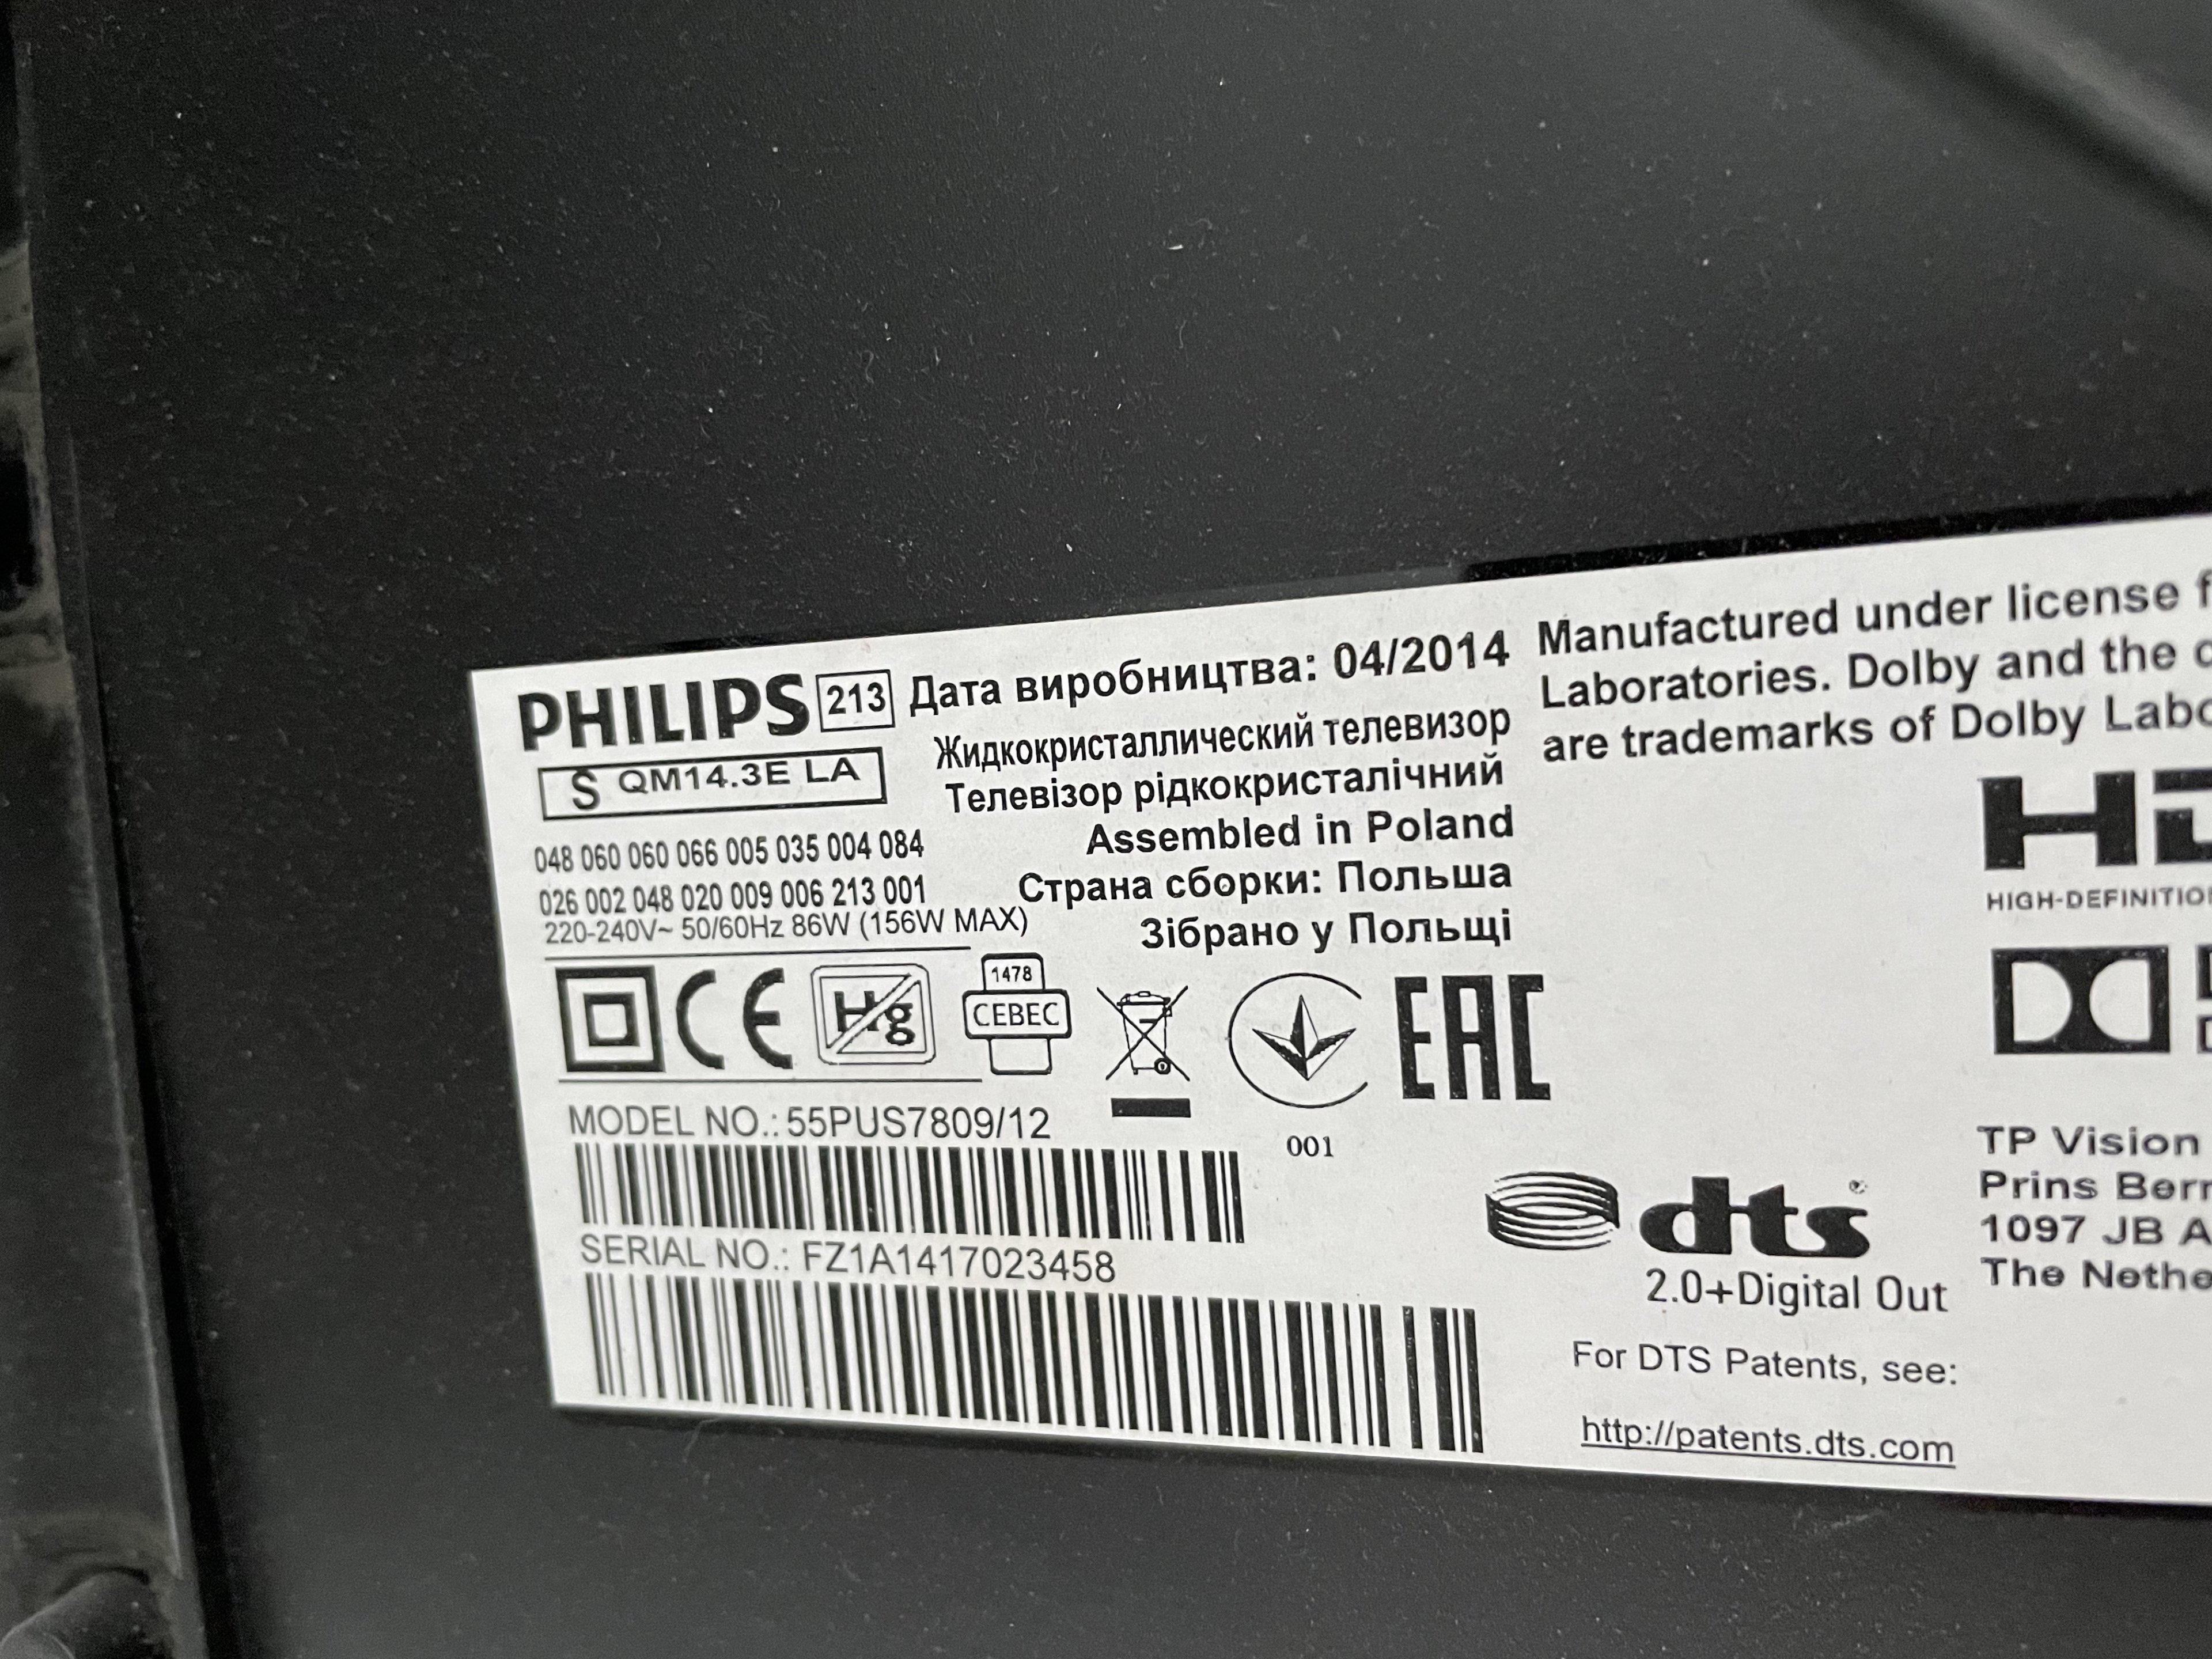 PHILIPS 213 Дата виробництва: 04/2014
S QM14.3E LA
Жидкокристаллический телевизор
Телевізор рідкокристалічний
048 060 060 066 005 035 004 084
026 002 048 020 009 006 213 001
220-240V~ 50/60Hz 86W (156W MAX)
Assembled in Poland
Страна сборки: Польша
Зібрано у Польщі
CE
Hg
1478
CEBEC
EAC
001
MODEL NO.: 55PUS7809/12
SERIAL NO.: FZ1A1417023458
Manufactured under license
Laboratories. Dolby and the
are trademarks of Dolby
HIGH-DEFINITIO
dts
2.0+Digital Out
For DTS Patents, see:
http://patents.dts.com
TP Vision
Prins
1097 JB
The